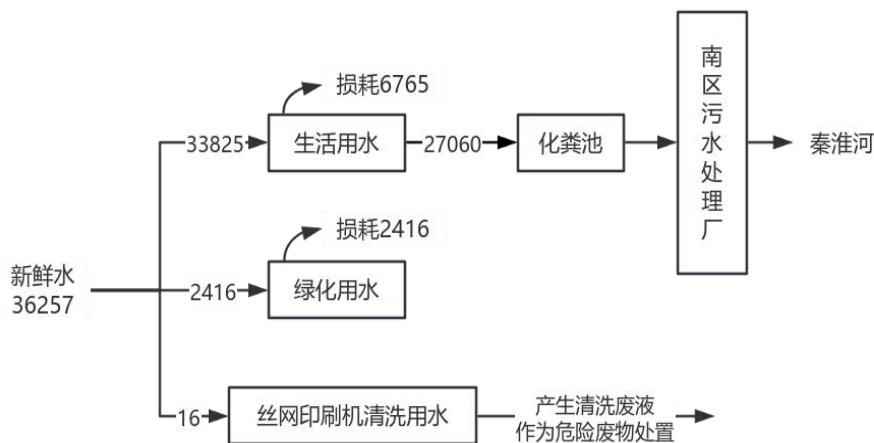 损耗6765
33825
生活用水
27060
化粪池
南区污水处理厂
秦淮河
损耗2416
新鲜水
36257
2416
绿化用水
16
丝网印刷机清洗用水
产生清洗废液
作为危险废物处置